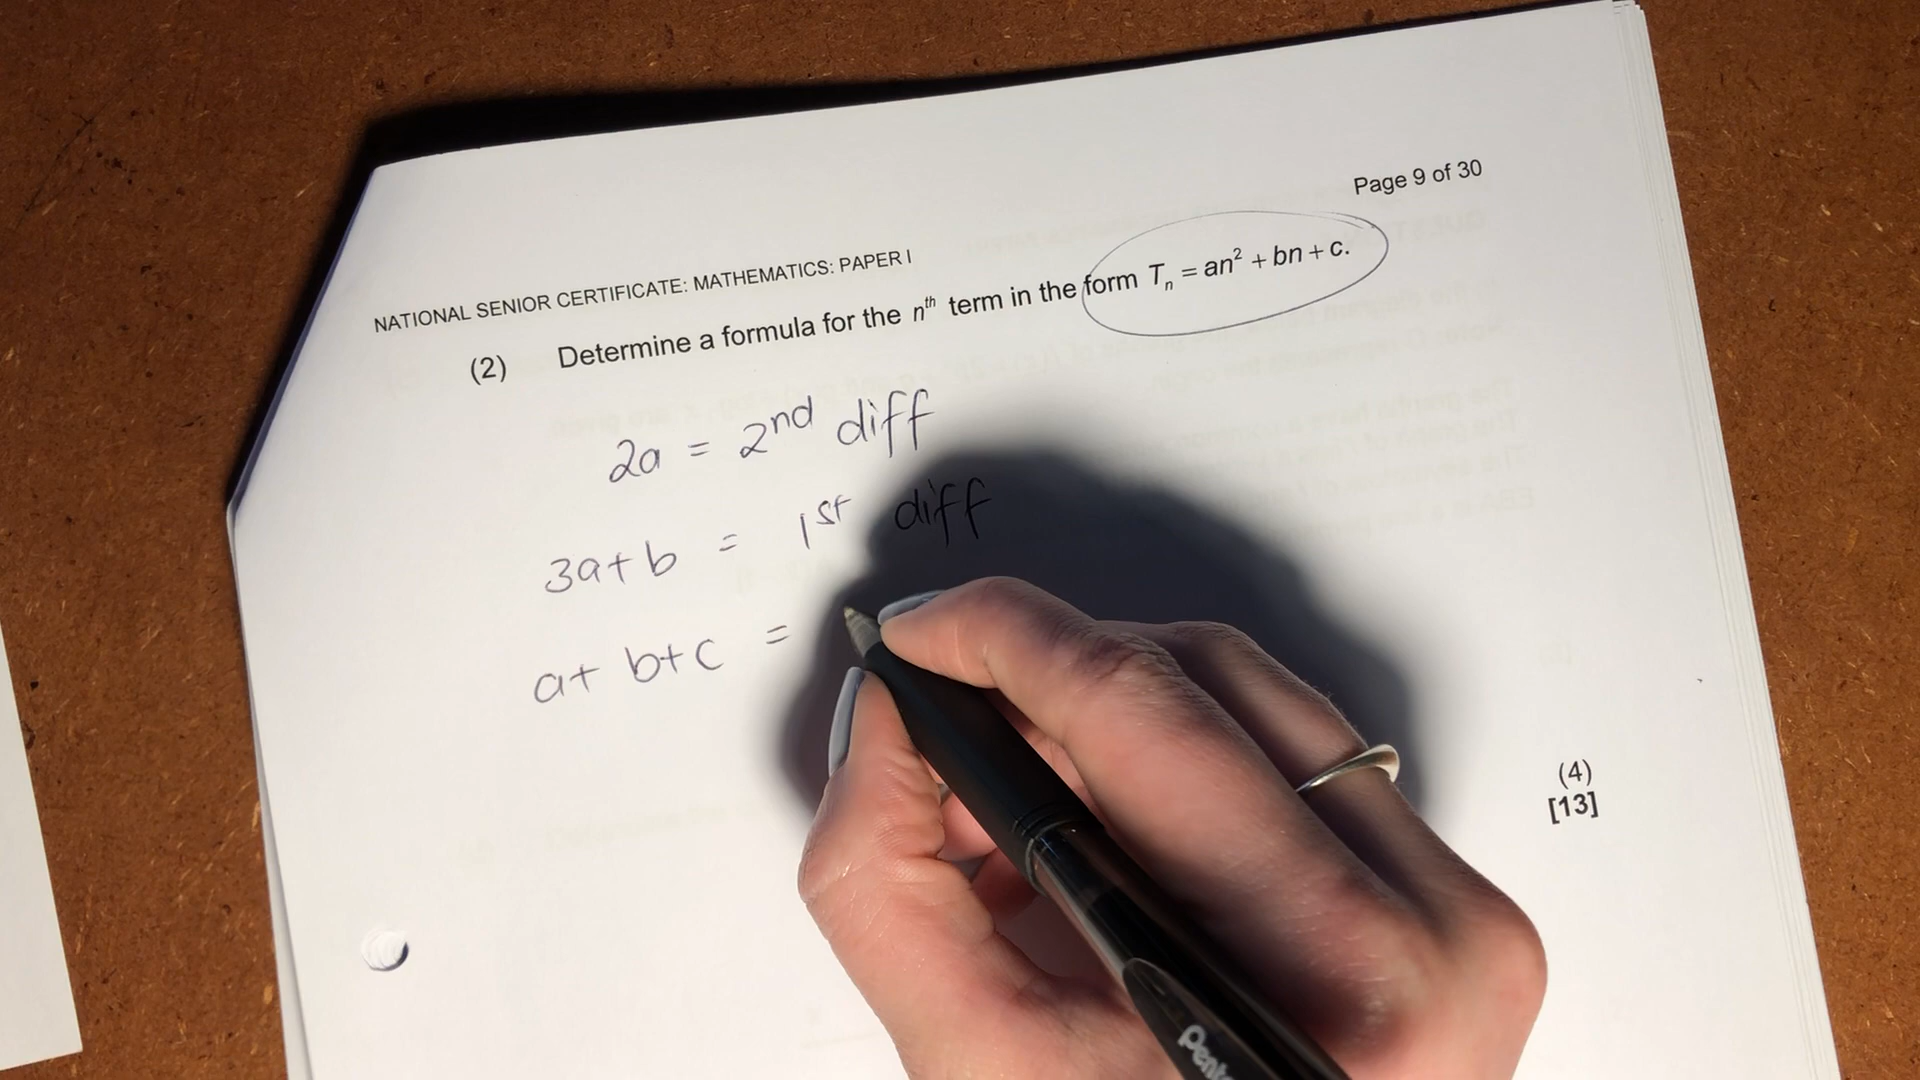 Page 9 of 30
NATIONAL SENIOR CERTIFICATE: MATHEMATICS: PAPER I
(2) Determine a formula for the nᵗʰ term in the form Tₙ = an² + bn + c.
2a = 2ⁿᵈ diff
3a+b = 1ˢᵗ diff
a+ b+c =
(4)
[13]